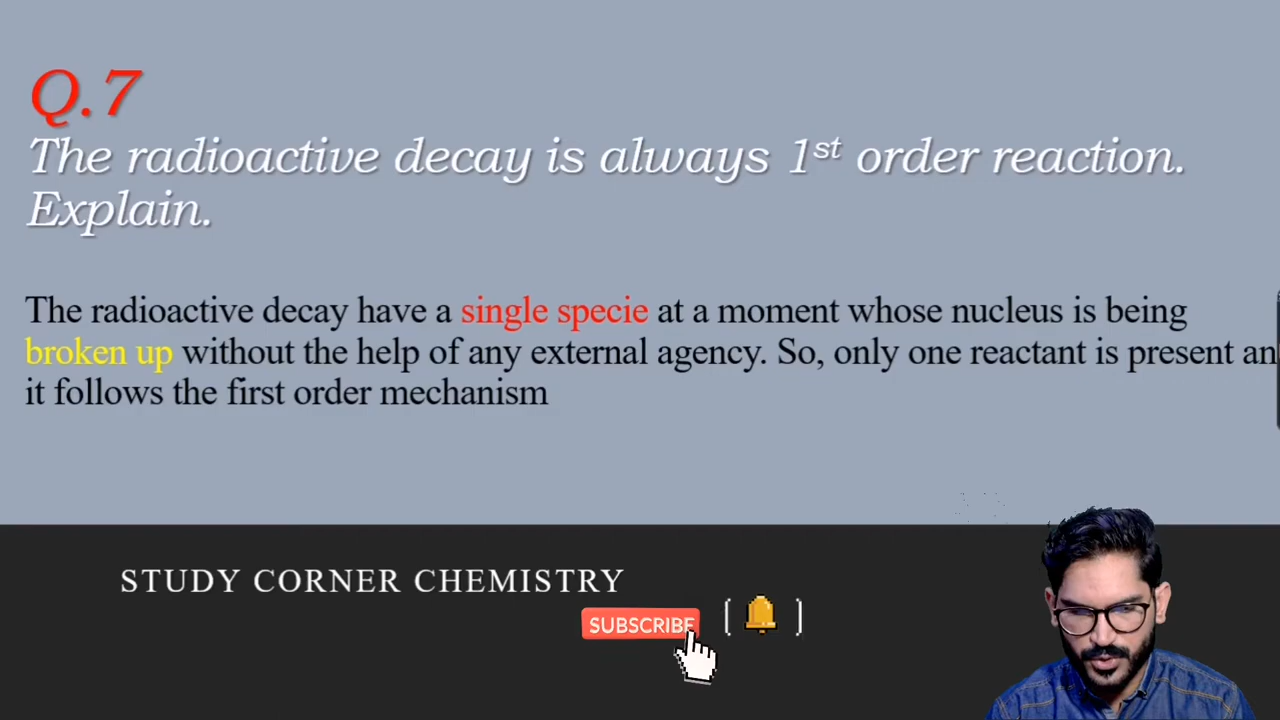 Q.7
The radioactive decay is always 1st order reaction.
Explain.
The radioactive decay have a single specie at a moment whose nucleus is being
broken up without the help of any external agency. So, only one reactant is present an
it follows the first order mechanism
STUDY CORNER CHEMISTRY
SUBSCRIBE